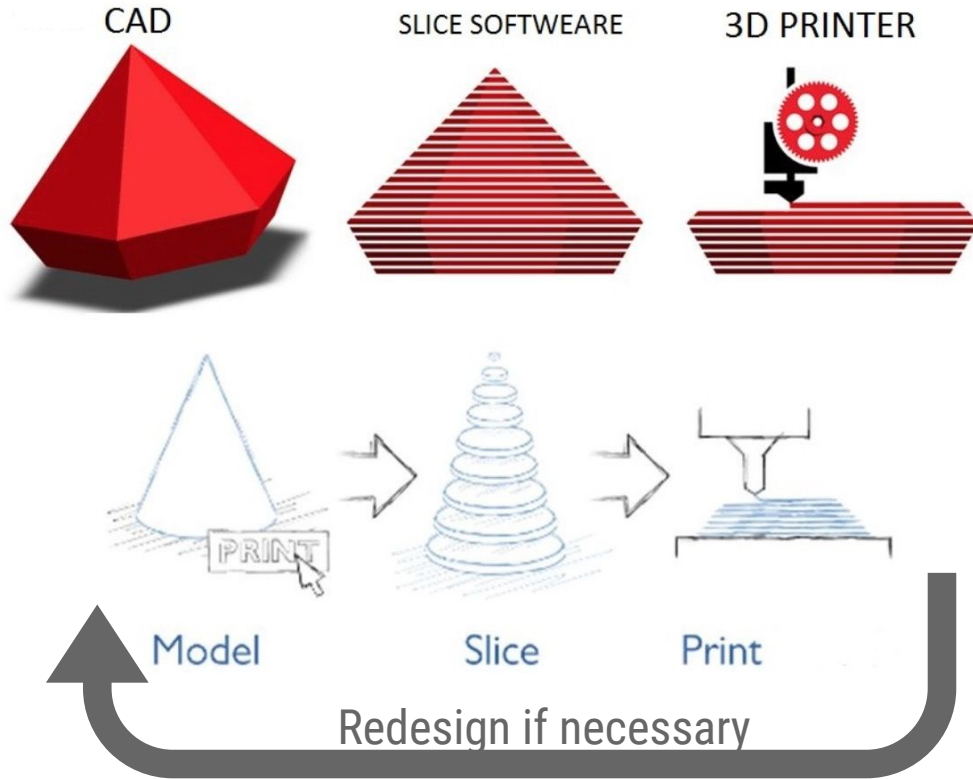 CAD
SLICE SOFTWEARE
3D PRINTER
PRINT
Model
Slice
Print
Redesign if necessary